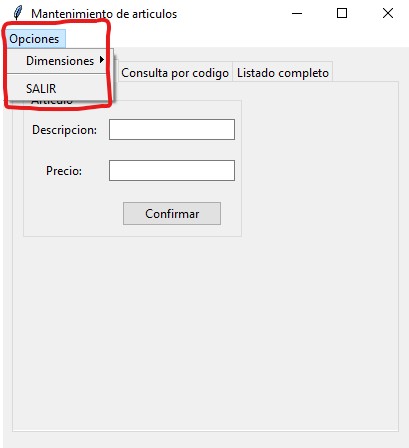 Mantenimiento de articulos
Opciones
Dimensiones
SALIR
Consulta por codigo
Listado completo
Articulo
Descripcion:
Precio:
Confirmar